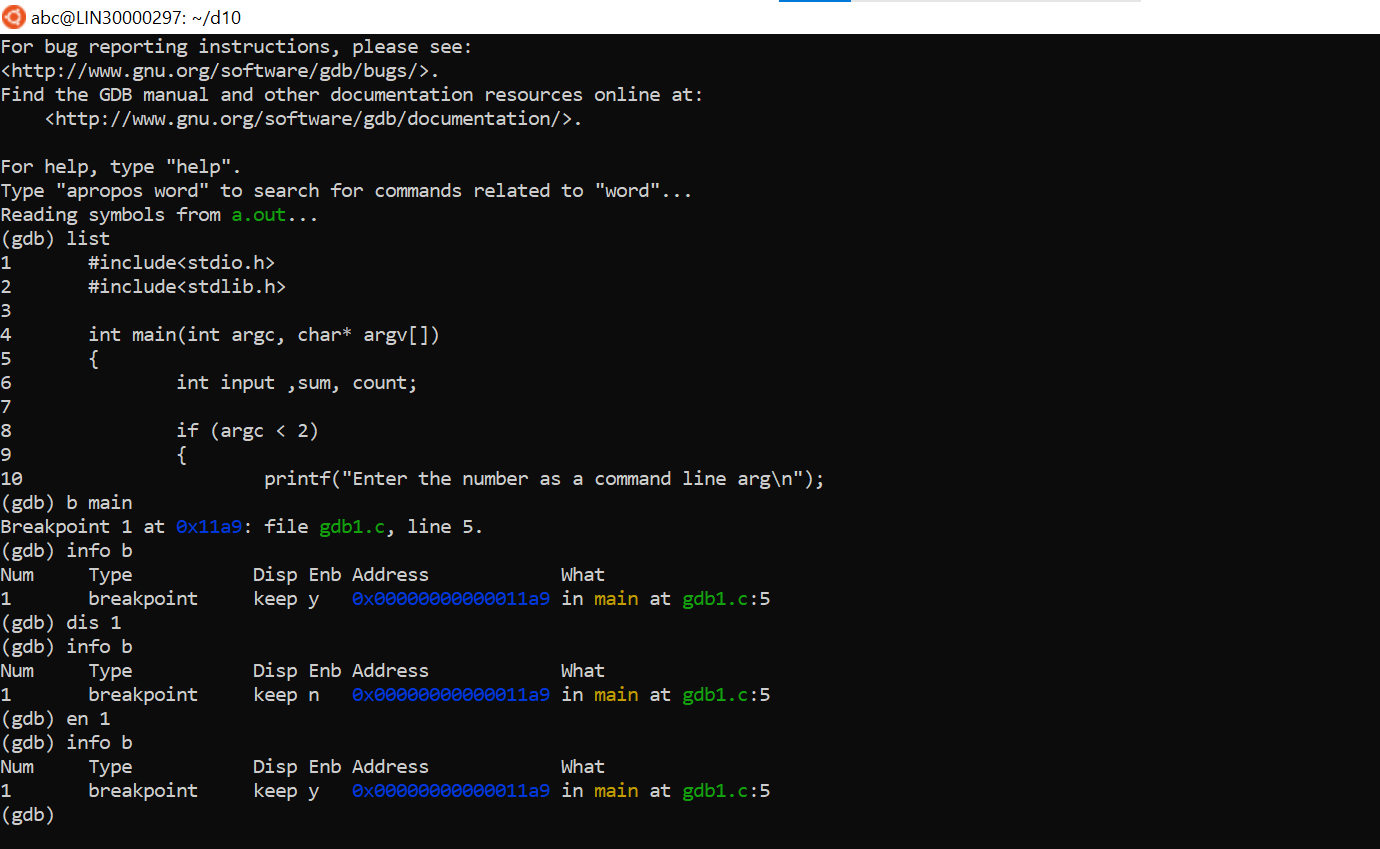 abc@LIN30000297: ~/d10
For bug reporting instructions, please see:
<http://www.gnu.org/software/gdb/bugs/>.
Find the GDB manual and other documentation resources online at:
    <http://www.gnu.org/software/gdb/documentation/>.

For help, type "help".
Type "apropos word" to search for commands related to "word"...
Reading symbols from a.out...
(gdb) list
1       #include<stdio.h>
2       #include<stdlib.h>
3
4       int main(int argc, char* argv[])
5       {
6               int input ,sum, count;
7
8               if (argc < 2)
9               {
10                      printf("Enter the number as a command line arg\n");
(gdb) b main
Breakpoint 1 at 0x11a9: file gdb1.c, line 5.
(gdb) info b
Num     Type           Disp Enb Address            What
1       breakpoint     keep y   0x00000000000011a9 in main at gdb1.c:5
(gdb) dis 1
(gdb) info b
Num     Type           Disp Enb Address            What
1       breakpoint     keep n   0x00000000000011a9 in main at gdb1.c:5
(gdb) en 1
(gdb) info b
Num     Type           Disp Enb Address            What
1       breakpoint     keep y   0x00000000000011a9 in main at gdb1.c:5
(gdb)